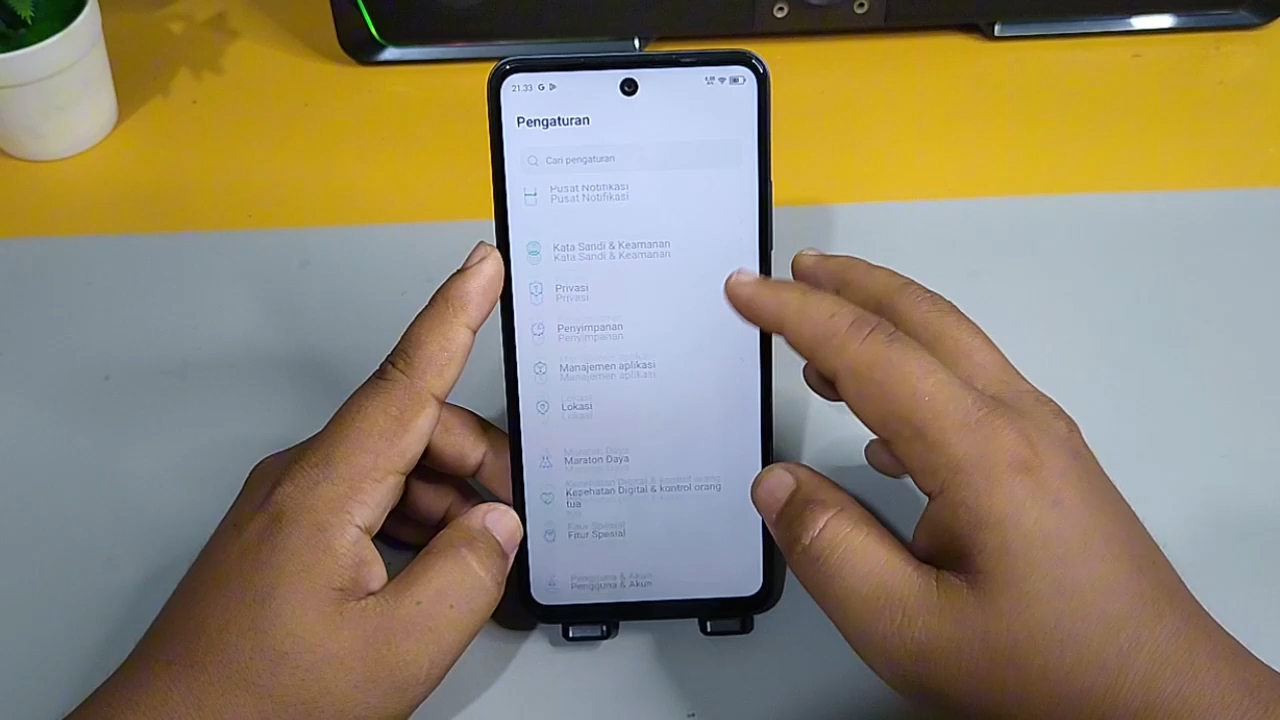 21.33
Pengaturan
Cari pengaturan
Pusat Notifikasi
Kata Sandi & Keamanan
Privasi
Penyimpanan
Manajemen aplikasi
Lokasi
Maraton Daya
Kesehatan Digital & kontrol orang
tua
Fitur Spesial
Pengguna & Akun